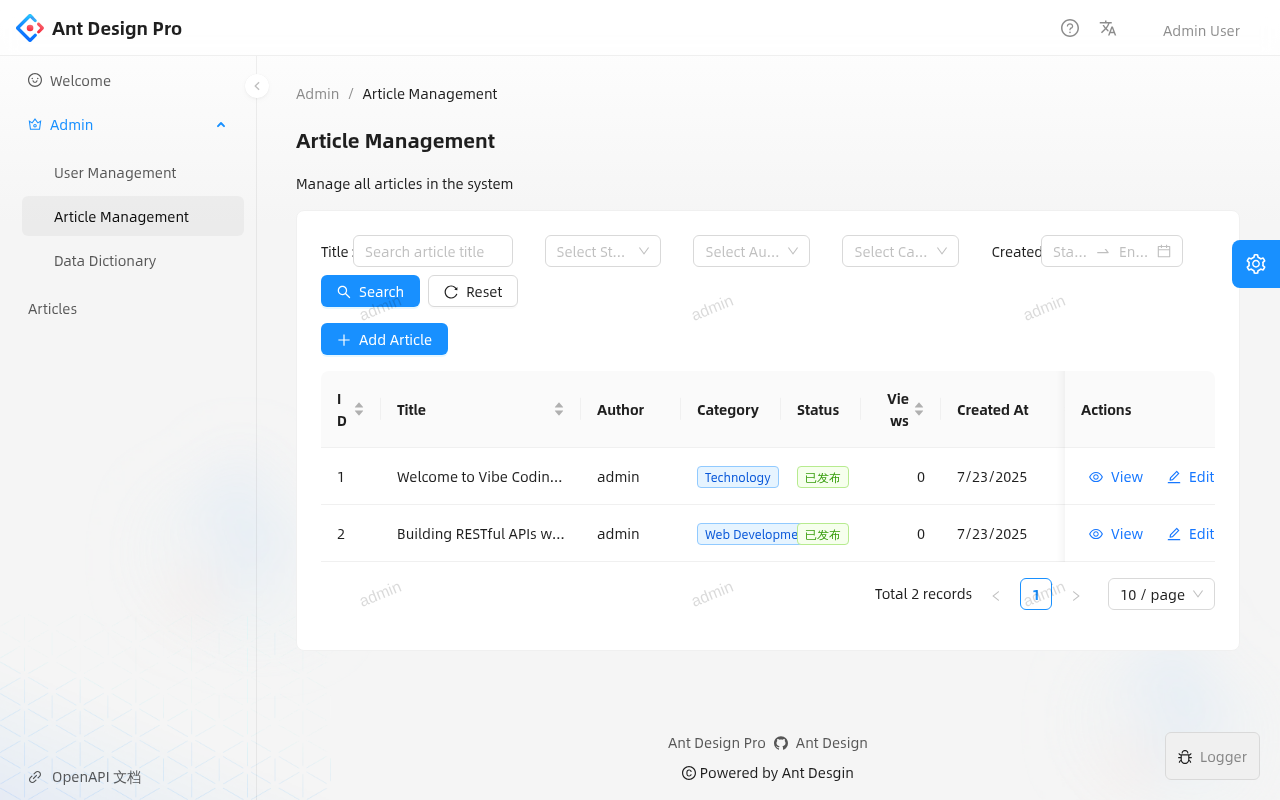 Ant Design Pro
Admin User
Welcome
Admin
User Management
Article Management
Data Dictionary
Articles
OpenAPI 文档
Admin / Article Management
Article Management
Manage all articles in the system
Title : Search article title Select St... Select Au... Select Ca... Created Sta... En...
Search Reset
Add Article
ID Title Author Category Status Views Created At Actions
1 Welcome to Vibe Codin... admin Technology 已发布 0 7/23/2025 View Edit
2 Building RESTful APIs w... admin Web Developme 已发布 0 7/23/2025 View Edit
Total 2 records 1 10 / page
admin admin admin
admin admin admin
Ant Design Pro Ant Design
Powered by Ant Desgin
Logger